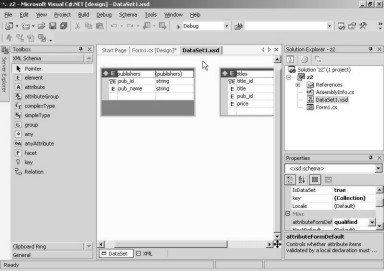 z2 - Microsoft Visual C# .NET [design] - DataSet1.xsd
File Edit View Project Build Debug Schema Tools Window Help
Debug
Toolbox
XML Schema
Pointer
E element
A attribute
attributeGroup
complexType
simpleType
G group
any
anyAttribute
F facet
key
Relation
Clipboard Ring
General
Server Explorer
Start Page Form1.cs [Design]* DataSet1.xsd
E publishers (publishers)
pub_id string
E pub_name string
E titles
title_id
E title
E pub_id
E price
DataSet XML
Solution Explorer - z2
Solution 'z2' (1 project)
z2
References
AssemblyInfo.cs
DataSet1.xsd
Form1.cs
Properties
<xsd:schema>
IsDataSet true
key (Collection)
Locale (Default)
Misc
attributeFormDef qualified
(Default)
attributeFormDefault
Controls whether attribute items
validated by a local datatype must ...
Ready